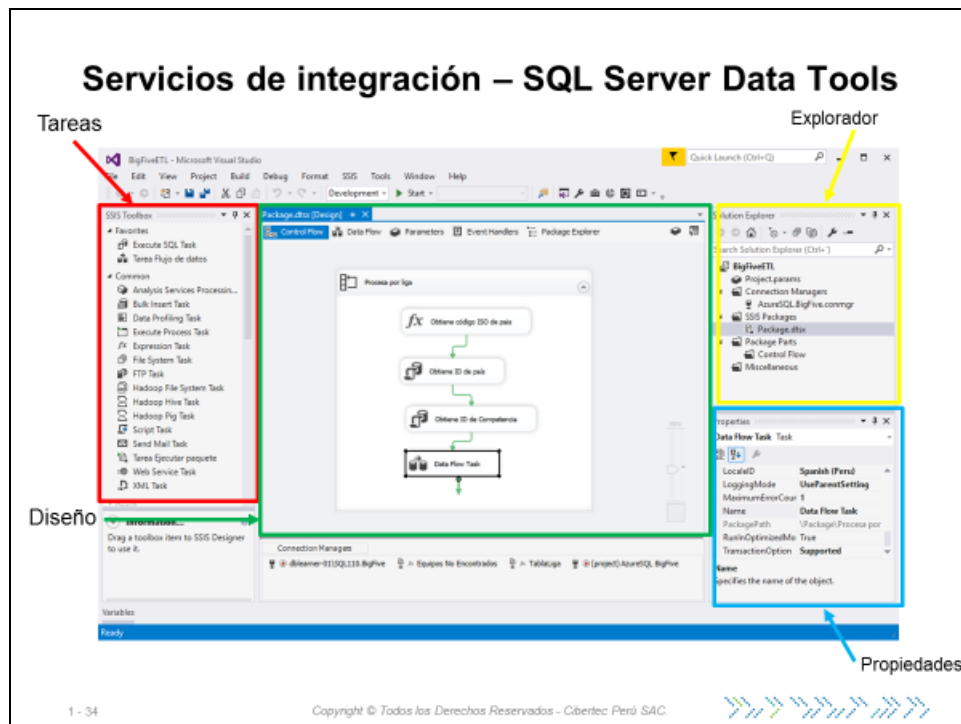 Servicios de integración – SQL Server Data Tools
Tareas
Explorador
BigFiveETL - Microsoft Visual Studio
Quick Launch (Ctrl+Q)
File Edit View Project Build Debug Format SSIS Tools Window Help
Development
Start
SSIS Toolbox
Favorites
Execute SQL Task
Tarea Flujo de datos
Common
Analysis Services Processin...
Bulk Insert Task
Data Profiling Task
Execute Process Task
Expression Task
File System Task
FTP Task
Hadoop File System Task
Hadoop Hive Task
Hadoop Pig Task
Script Task
Send Mail Task
Tarea Ejecutar paquete
Web Service Task
XML Task
Diseño
Information...
Drag a toolbox item to SSIS Designer
to use it.
Package.dtsx [Design]
Control Flow Data Flow Parameters Event Handlers Package Explorer
Procesa por liga
fx Obtiene código ISO de país
Obtiene ID de país
Obtiene ID de Competencia
Data Flow Task
Connection Managers
dblearner-01\SQL110.BigFive
Equipos No Encontrados
TablaLiga
(project) AzureSQL.BigFive
Solution Explorer
Search Solution Explorer (Ctrl+')
BigFiveETL
Project.params
Connection Managers
AzureSQL.BigFive.conmgr
SSIS Packages
Package.dtsx
Package Parts
Control Flow
Miscellaneous
Properties
Data Flow Task Task
LocaleID Spanish (Peru)
LoggingMode UseParentSetting
MaximumErrorCour 1
Name Data Flow Task
PackagePath \Package\Procesa por
RunInOptimizedMo True
TransactionOption Supported
Name
Specifies the name of the object.
Variables
Ready
Propiedades
1 - 34
Copyright © Todos los Derechos Reservados - Cibertec Perú SAC.